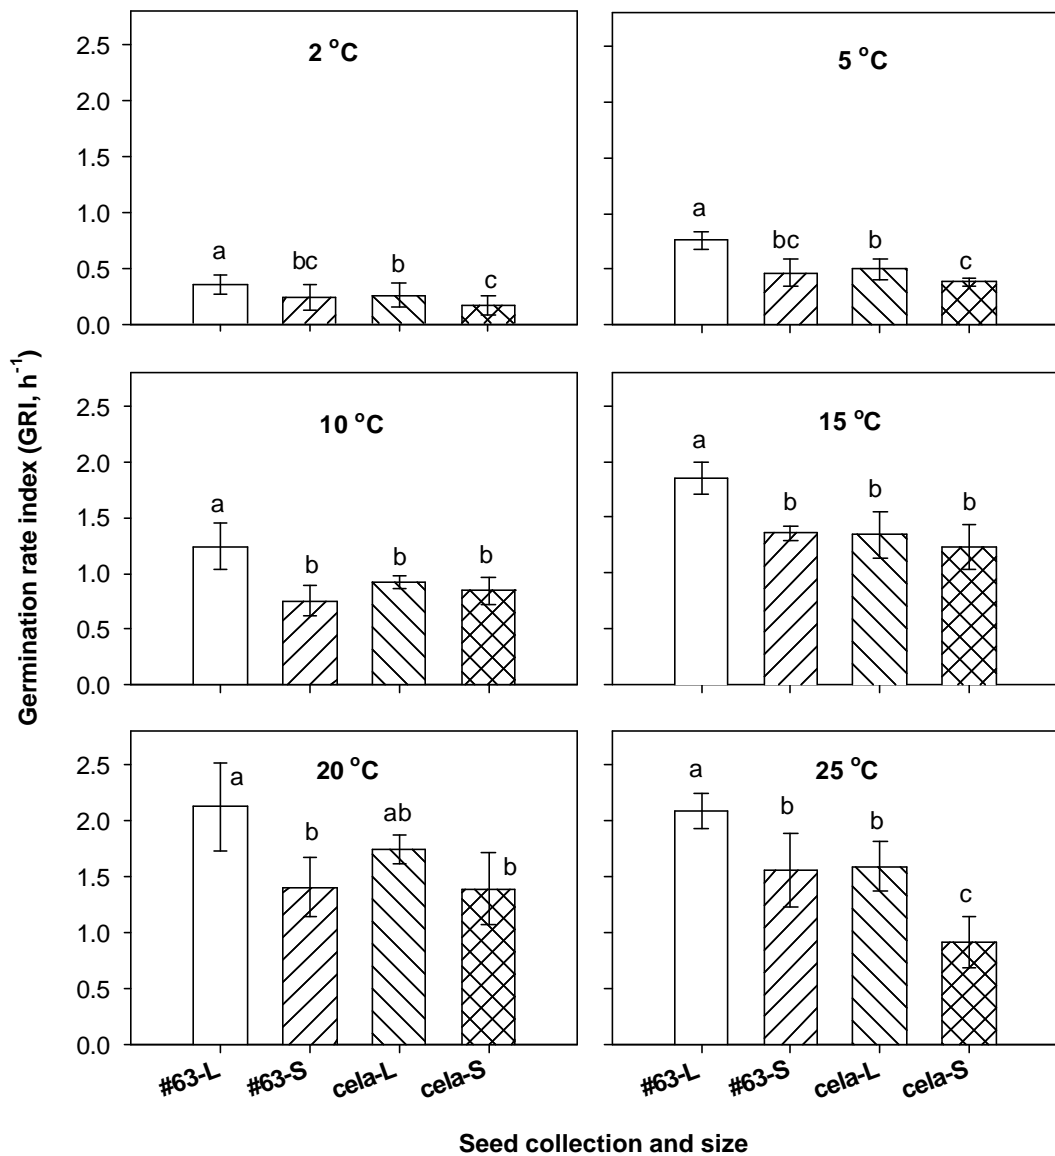 Germination rate index (GRI, h⁻¹)
2 °C
2.5
2.0
1.5
1.0
0.5
0.0
a
bc
b
c
5 °C
a
bc
b
c
10 °C
2.5
2.0
1.5
1.0
0.5
0.0
a
b
b
b
15 °C
a
b
b
b
20 °C
2.5
2.0
1.5
1.0
0.5
0.0
a
b
ab
b
#63-L
#63-S
cela-L
cela-S
25 °C
a
b
b
c
#63-L
#63-S
cela-L
cela-S
Seed collection and size